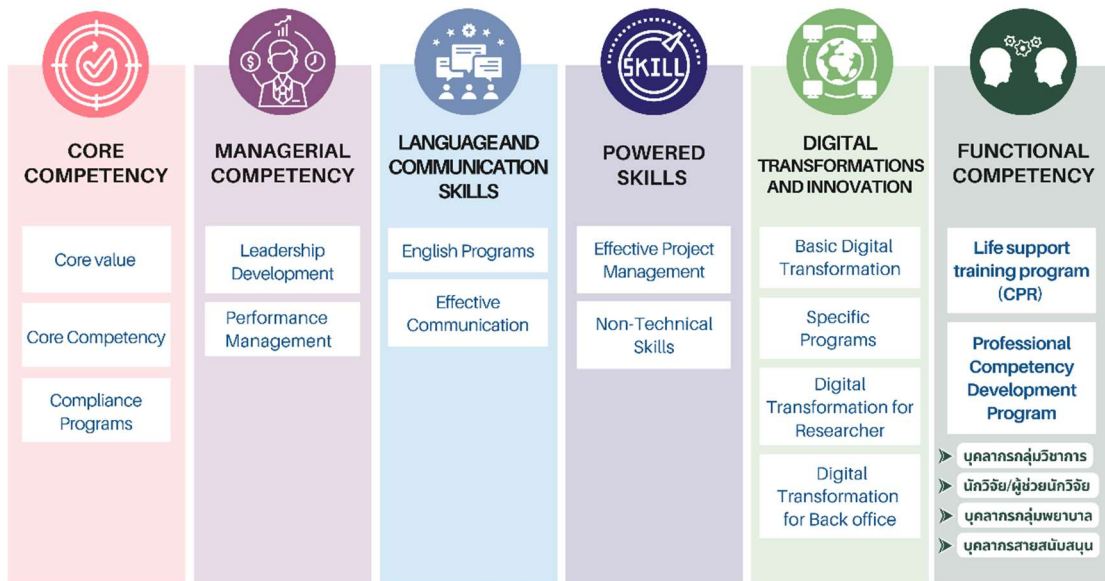 CORE
COMPETENCY
Core value
Core Competency
Compliance
Programs
MANAGERIAL
COMPETENCY
Leadership
Development
Performance
Management
LANGUAGE AND
COMMUNICATION
SKILLS
English Programs
Effective
Communication
SKILL
POWERED
SKILLS
Effective Project
Management
Non-Technical
Skills
DIGITAL
TRANSFORMATIONS
AND INNOVATION
Basic Digital
Transformation
Specific
Programs
Digital
Transformation for
Researcher
Digital
Transformation
for Back office
FUNCTIONAL
COMPETENCY
Life support
training program
(CPR)
Professional
Competency
Development
Program
บุคลากรกลุ่มวิชาการ
นักวิจัย/ผู้ช่วยนักวิจัย
บุคลากรกลุ่มพยาบาล
บุคลากรสายสนับสนุน